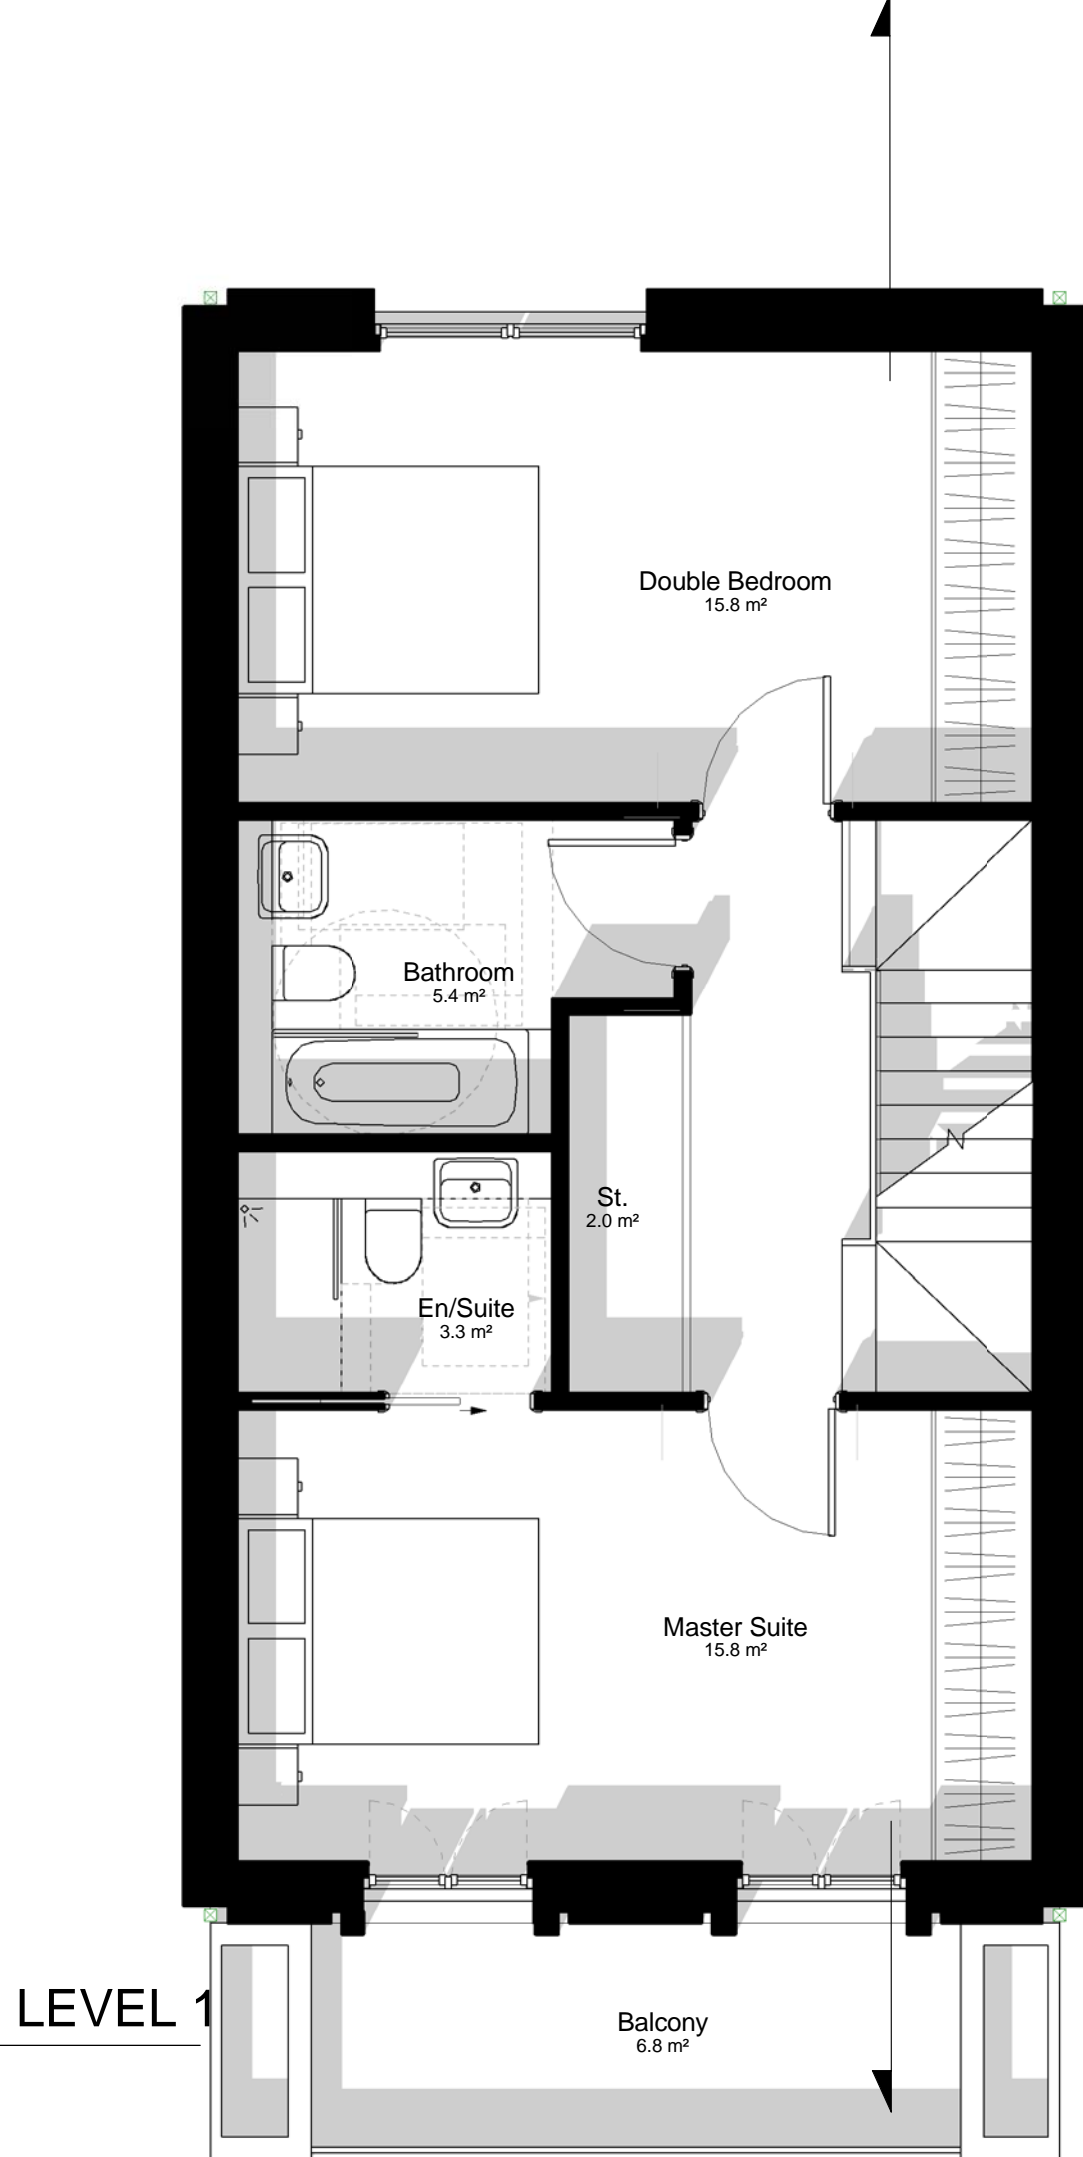 Double Bedroom
15.8 m²
Bathroom
5.4 m²
St.
2.0 m²
En/Suite
3.3 m²
Master Suite
15.8 m²
LEVEL 1
Balcony
6.8 m²